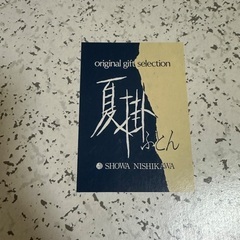 original gift selection
夏掛
ふとん
SHOWA NISHIKAWA